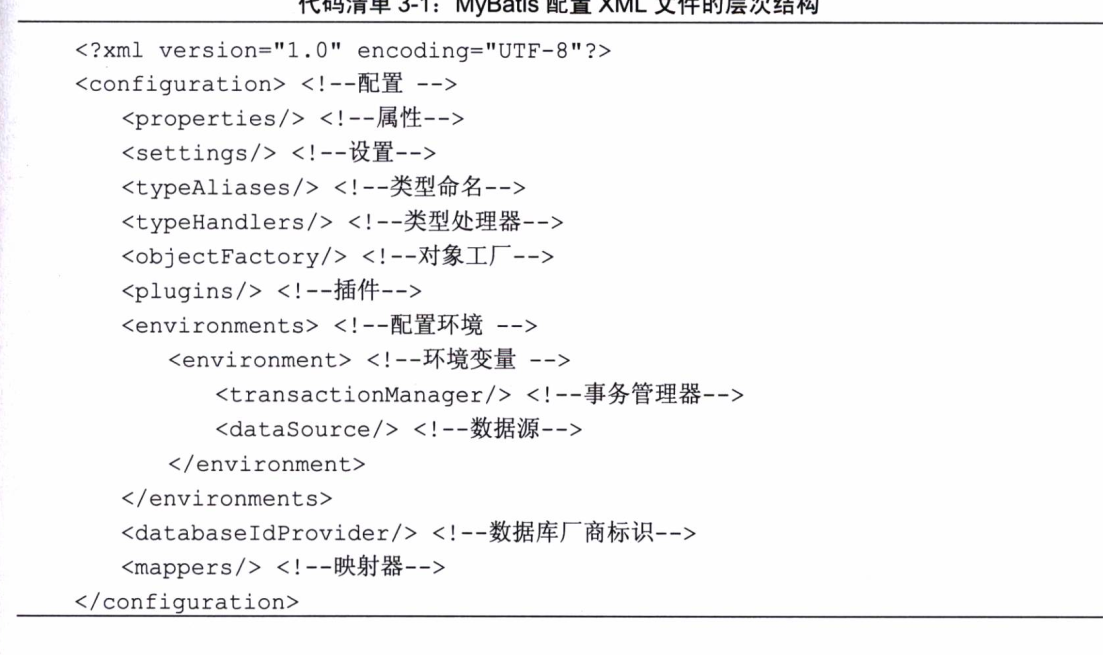 代码清单 3-1：MyBatis 配置 XML 文件的层次结构
<?xml version="1.0" encoding="UTF-8"?>
<configuration> <!--配置 -->
<properties/> <!--属性-->
<settings/> <!--设置-->
<typeAliases/> <!--类型命名-->
<typeHandlers/> <!--类型处理器-->
<objectFactory/> <!--对象工厂-->
<plugins/> <!--插件-->
<environments> <!--配置环境 -->
<environment> <!--环境变量 -->
<transactionManager/> <!--事务管理器-->
<dataSource/> <!--数据源-->
</environment>
</environments>
<databaseIdProvider/> <!--数据库厂商标识-->
<mappers/> <!--映射器-->
</configuration>